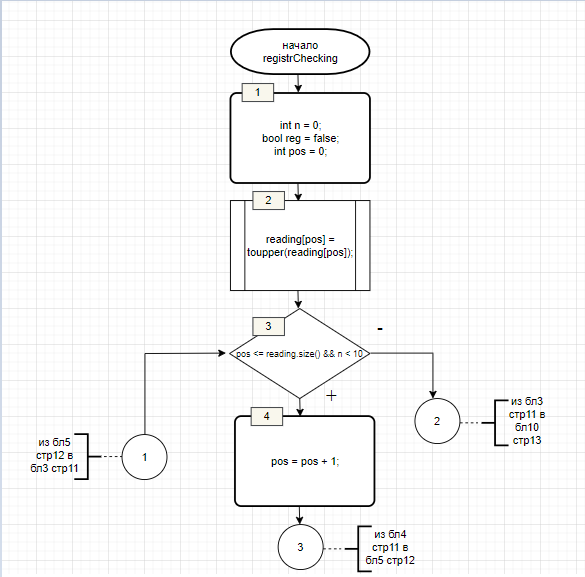 начало
registrChecking
1
int n = 0;
bool reg = false;
int pos = 0;
2
reading[pos] =
toupper(reading[pos]);
3
pos <= reading.size() && n < 10
-
+
4
pos = pos + 1;
из бл5
стр12 в
бл3 стр11
1
2
из бл3
стр11 в
бл10
стр13
3
из бл4
стр11 в
бл5 стр12